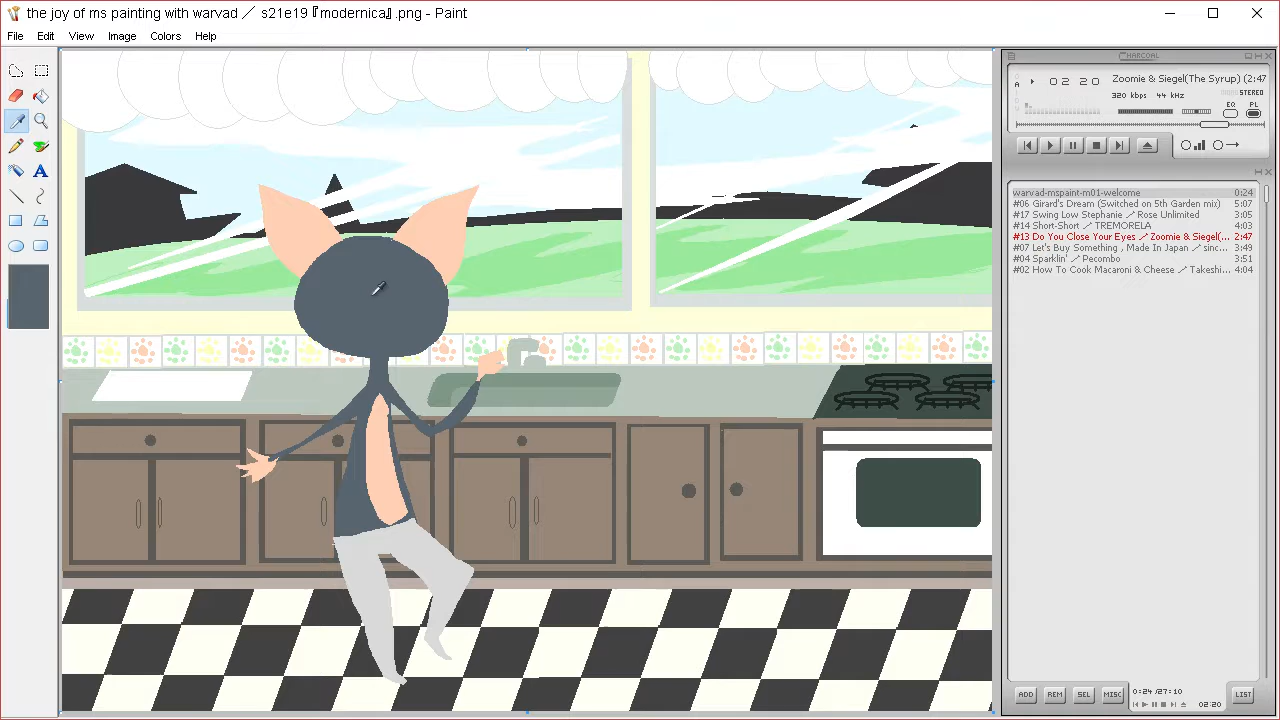 the joy of ms painting with warvad ／ s21e19『modernica』.png - Paint
File Edit View Image Colors Help
CHARCOAL
02 20
Zoomie & Siegel(The Syrup) (2:47
320 kbps 44 kHz
STEREO
EQ PL
warvad-mspaint-m01-welcome 0:24
#06 Girard's Dream (Switched on 5th Garden mix) 5:07
#17 Swing Low Stephanie ／ Rose Unlimited 3:05
#14 Short-Shorts ／ TREMORELA 4:03
#13 Do You Close Your Eyes ／ Zoomie & Siegel(... 2:47
#07 Let's Buy Something , Made In Japan ／ sinc... 3:49
#04 Sparklin' ／ Pecombo 3:51
#02 How To Cook Macaroni & Cheese ／ Takeshi... 4:04
ADD REM SEL MISC 0:24 /27:10 02:20 LIST